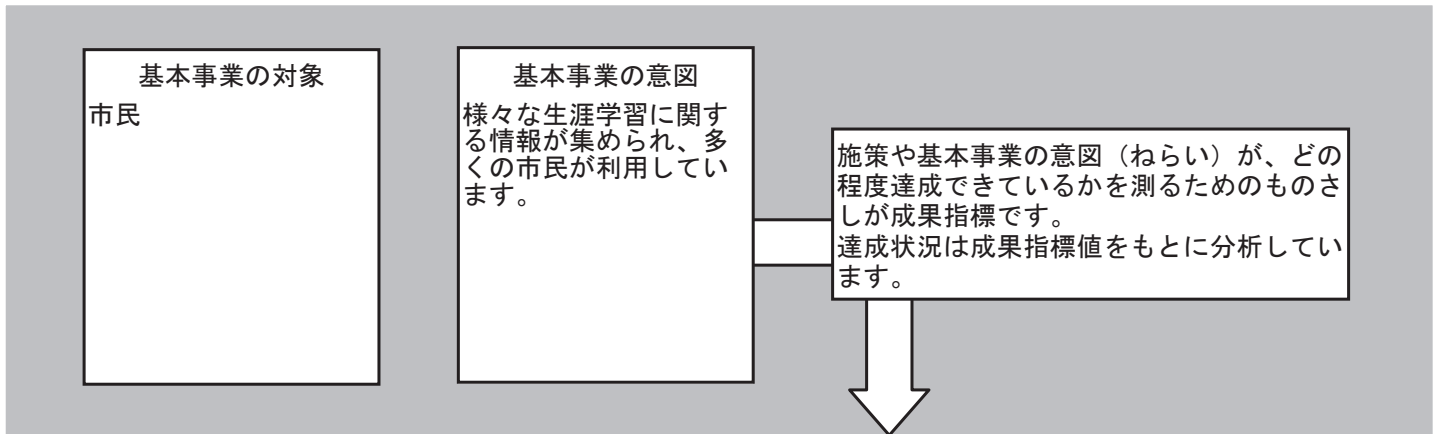 基本事業の対象
市民
基本事業の意図
様々な生涯学習に関す
る情報が集められ、多
くの市民が利用してい
ます。
施策や基本事業の意図（ねらい）が、どの
程度達成できているかを測るためのものさ
しが成果指標です。
達成状況は成果指標値をもとに分析してい
ます。